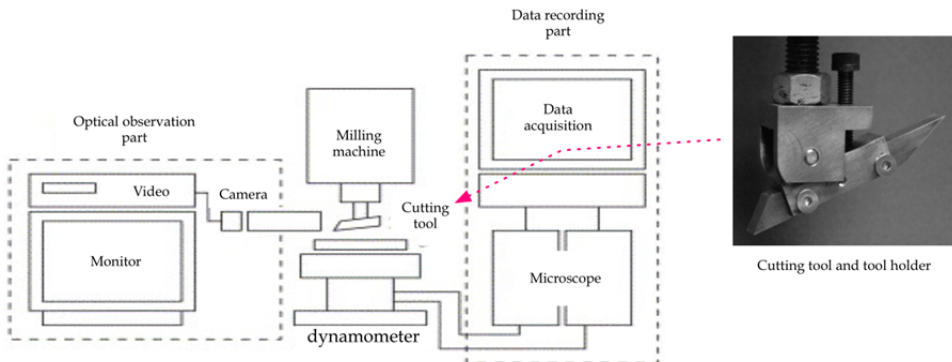 Data recording
part
Optical observation
part
Video
Camera
Monitor
Milling
machine
Cutting
tool
dynamometer
Data
acquisition
Microscope
Cutting tool and tool holder